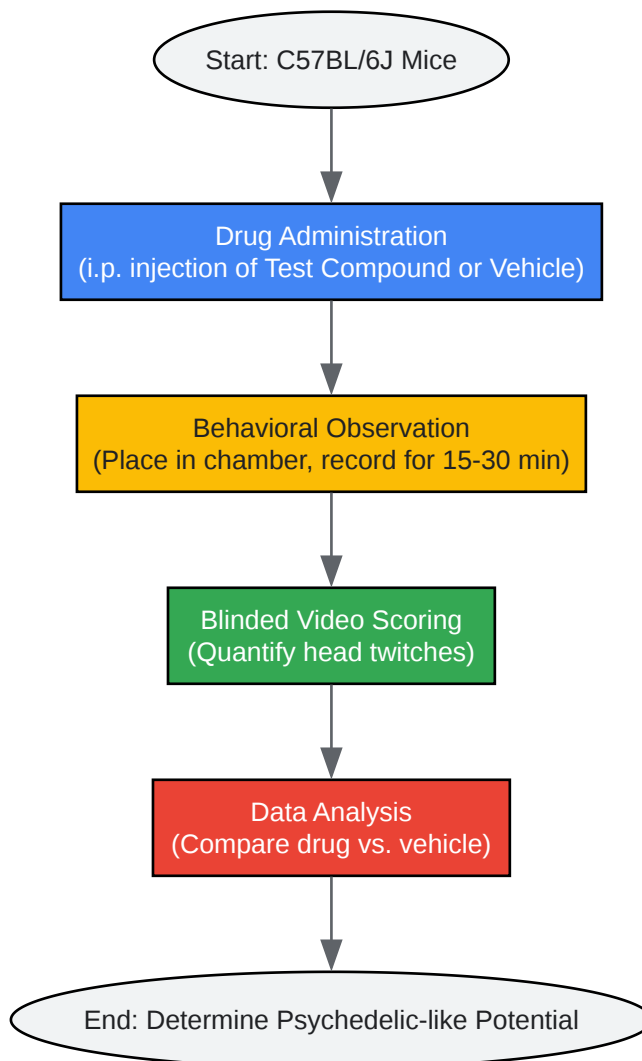 Start: C57BL/6J Mice
Drug Administration
(i.p. injection of Test Compound or Vehicle)
Behavioral Observation
(Place in chamber, record for 15-30 min)
Blinded Video Scoring
(Quantify head twitches)
Data Analysis
(Compare drug vs. vehicle)
End: Determine Psychedelic-like Potential